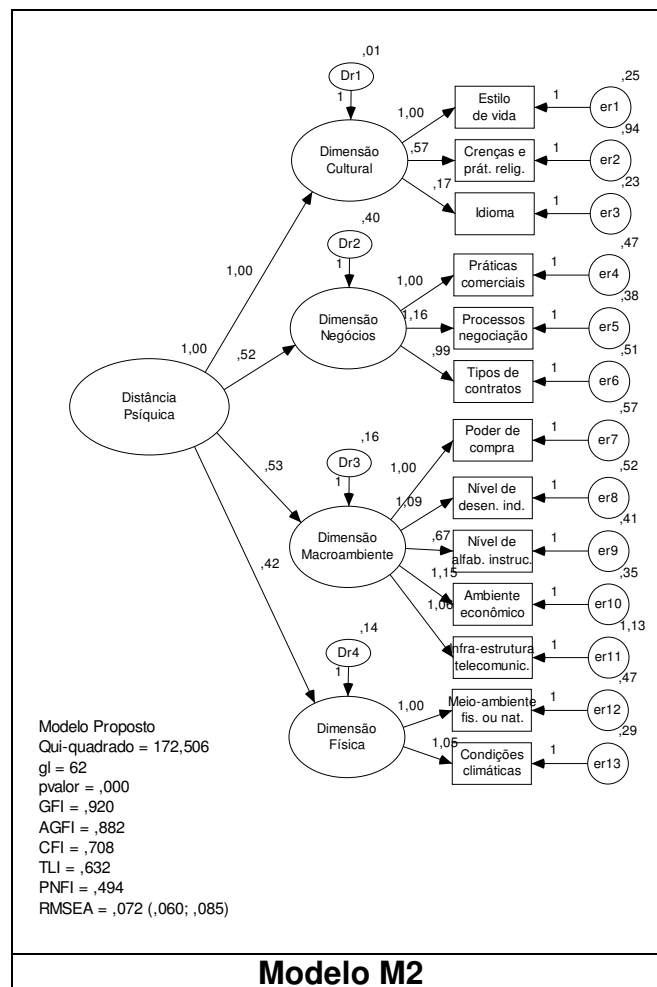 ,01
Dr1
1
,25
Estilo
de vida
1
er1
1,00
,94
Dimensão
Cultural
,57
Crenças e
prát. relig.
1
er2
,23
,17
Idioma
1
er3
,40
Dr2
1
,47
Práticas
comerciais
1
er4
1,00
1,00
,38
Dimensão
Negócios
1,16
Processos
negociação
1
er5
1,00
,52
,51
,99
Tipos de
contratos
1
er6
Distância
Psíquica
,57
Poder de
compra
1
er7
,16
Dr3
1
1,00
,53
,52
Nível de
desen. ind.
1
er8
1,09
,41
Dimensão
Macroambiente
,67
Nível de
alfab. instruc.
1
er9
,42
,35
1,15
Ambiente
econômico
1
er10
1,06
1,13
Infra-estrutura
telecomunic.
1
er11
,14
Dr4
1
,47
Meio-ambiente
fis. ou nat.
1
er12
1,00
,29
Dimensão
Física
1,05
Condições
climáticas
1
er13
Modelo Proposto
Qui-quadrado = 172,506
gl = 62
pvalor = ,000
GFI = ,920
AGFI = ,882
CFI = ,708
TLI = ,632
PNFI = ,494
RMSEA = ,072 (,060; ,085)
Modelo M2